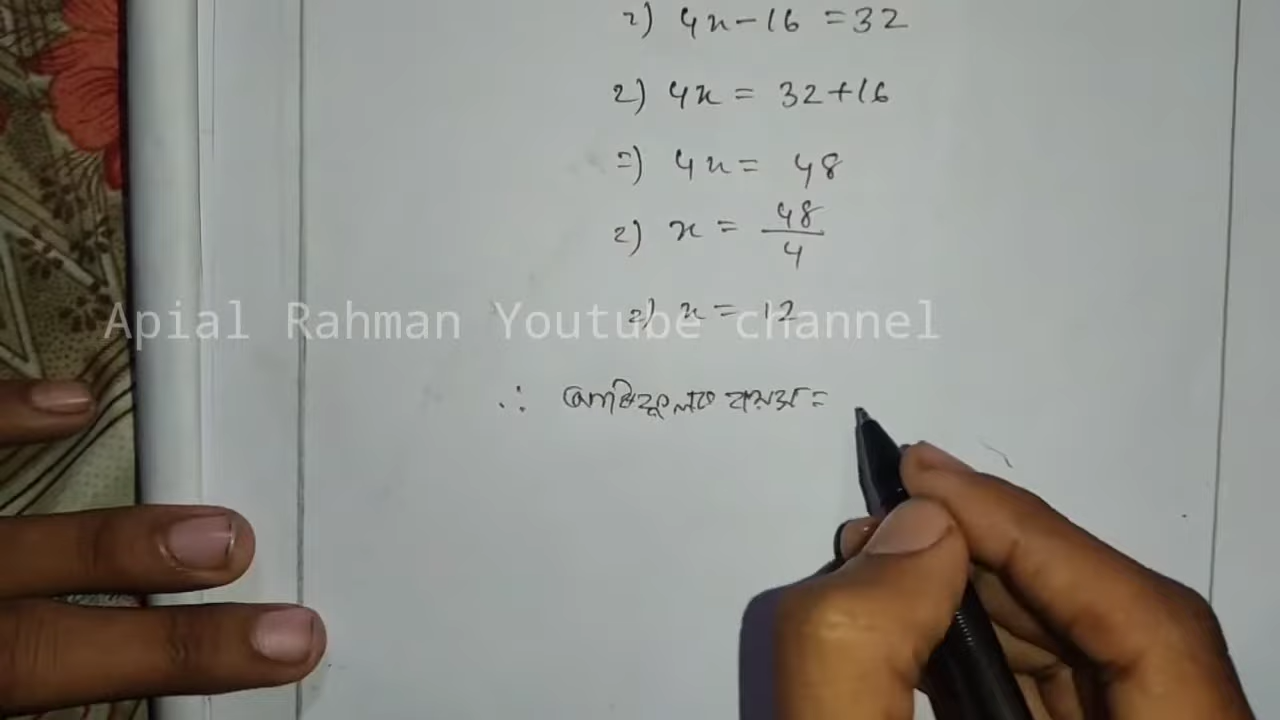 ⇒) 4x - 16 = 32
⇒) 4x = 32 + 16
⇒) 4x = 48
⇒) x = 48/4
⇒) x = 12
Apial Rahman Youtube channel
∴ বয়স =